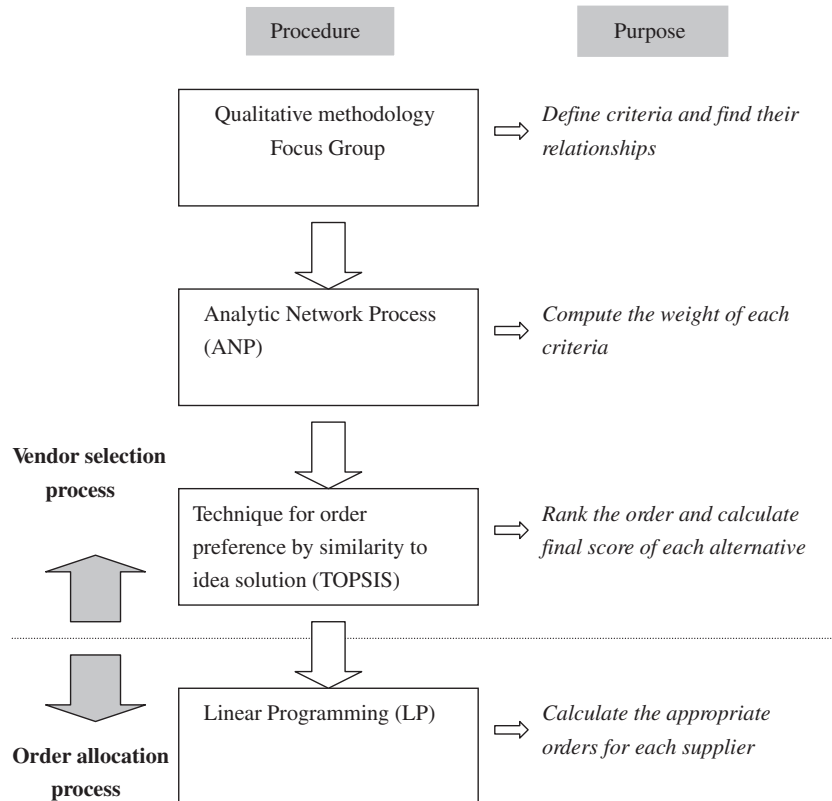 Procedure
Purpose
Qualitative methodology
Focus Group
Define criteria and find their
relationships
Analytic Network Process
(ANP)
Compute the weight of each
criteria
Vendor selection
process
Technique for order
preference by similarity to
idea solution (TOPSIS)
Rank the order and calculate
final score of each alternative
Linear Programming (LP)
Calculate the appropriate
orders for each supplier
Order allocation
process